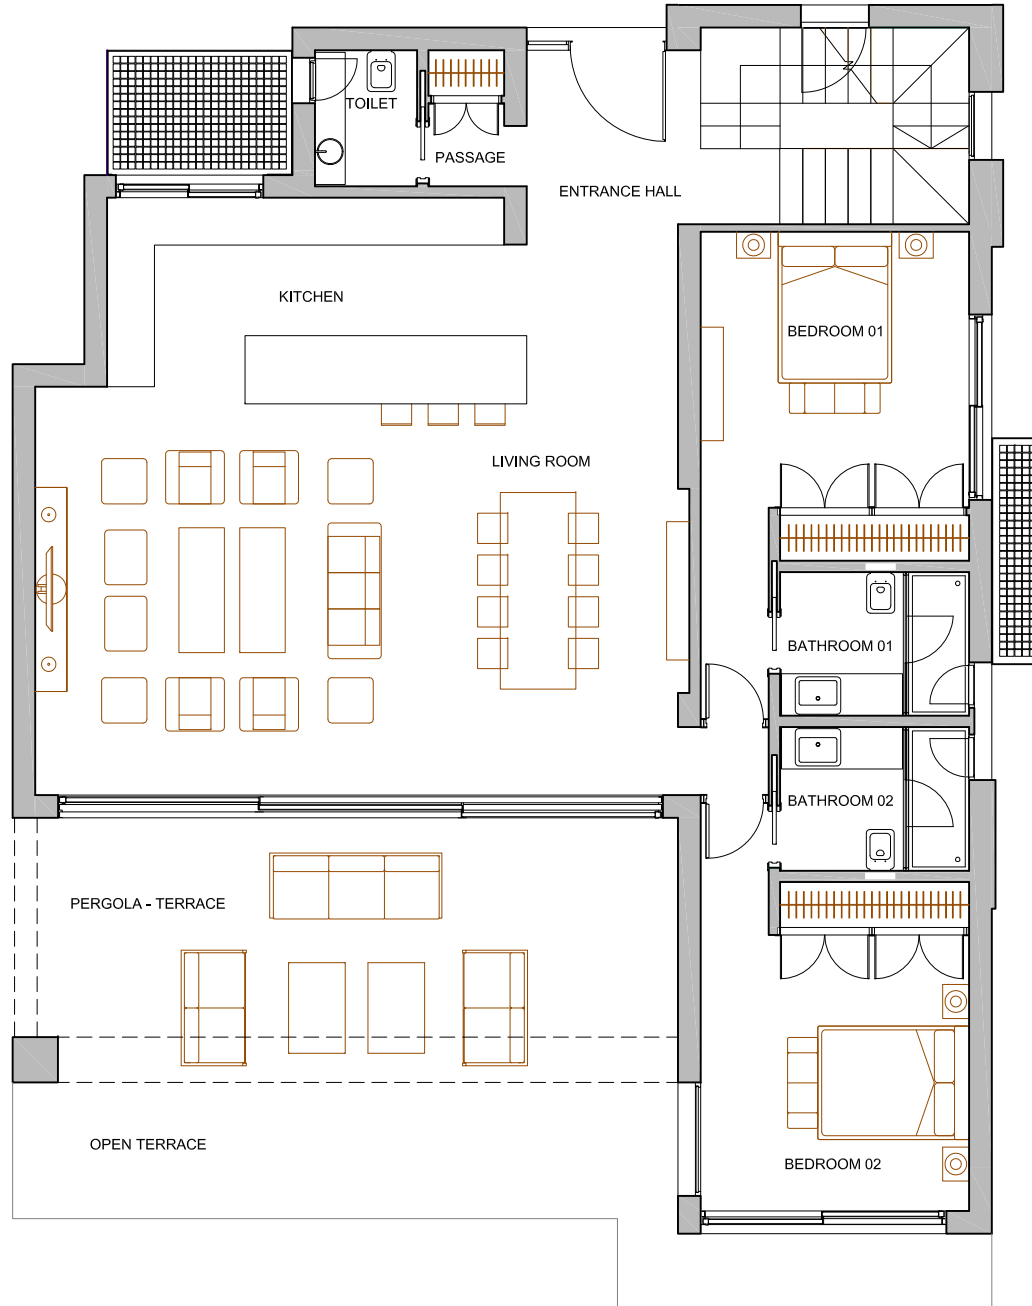 TOILET
PASSAGE
ENTRANCE HALL
KITCHEN
BEDROOM 01
LIVING ROOM
BATHROOM 01
BATHROOM 02
PERGOLA - TERRACE
OPEN TERRACE
BEDROOM 02